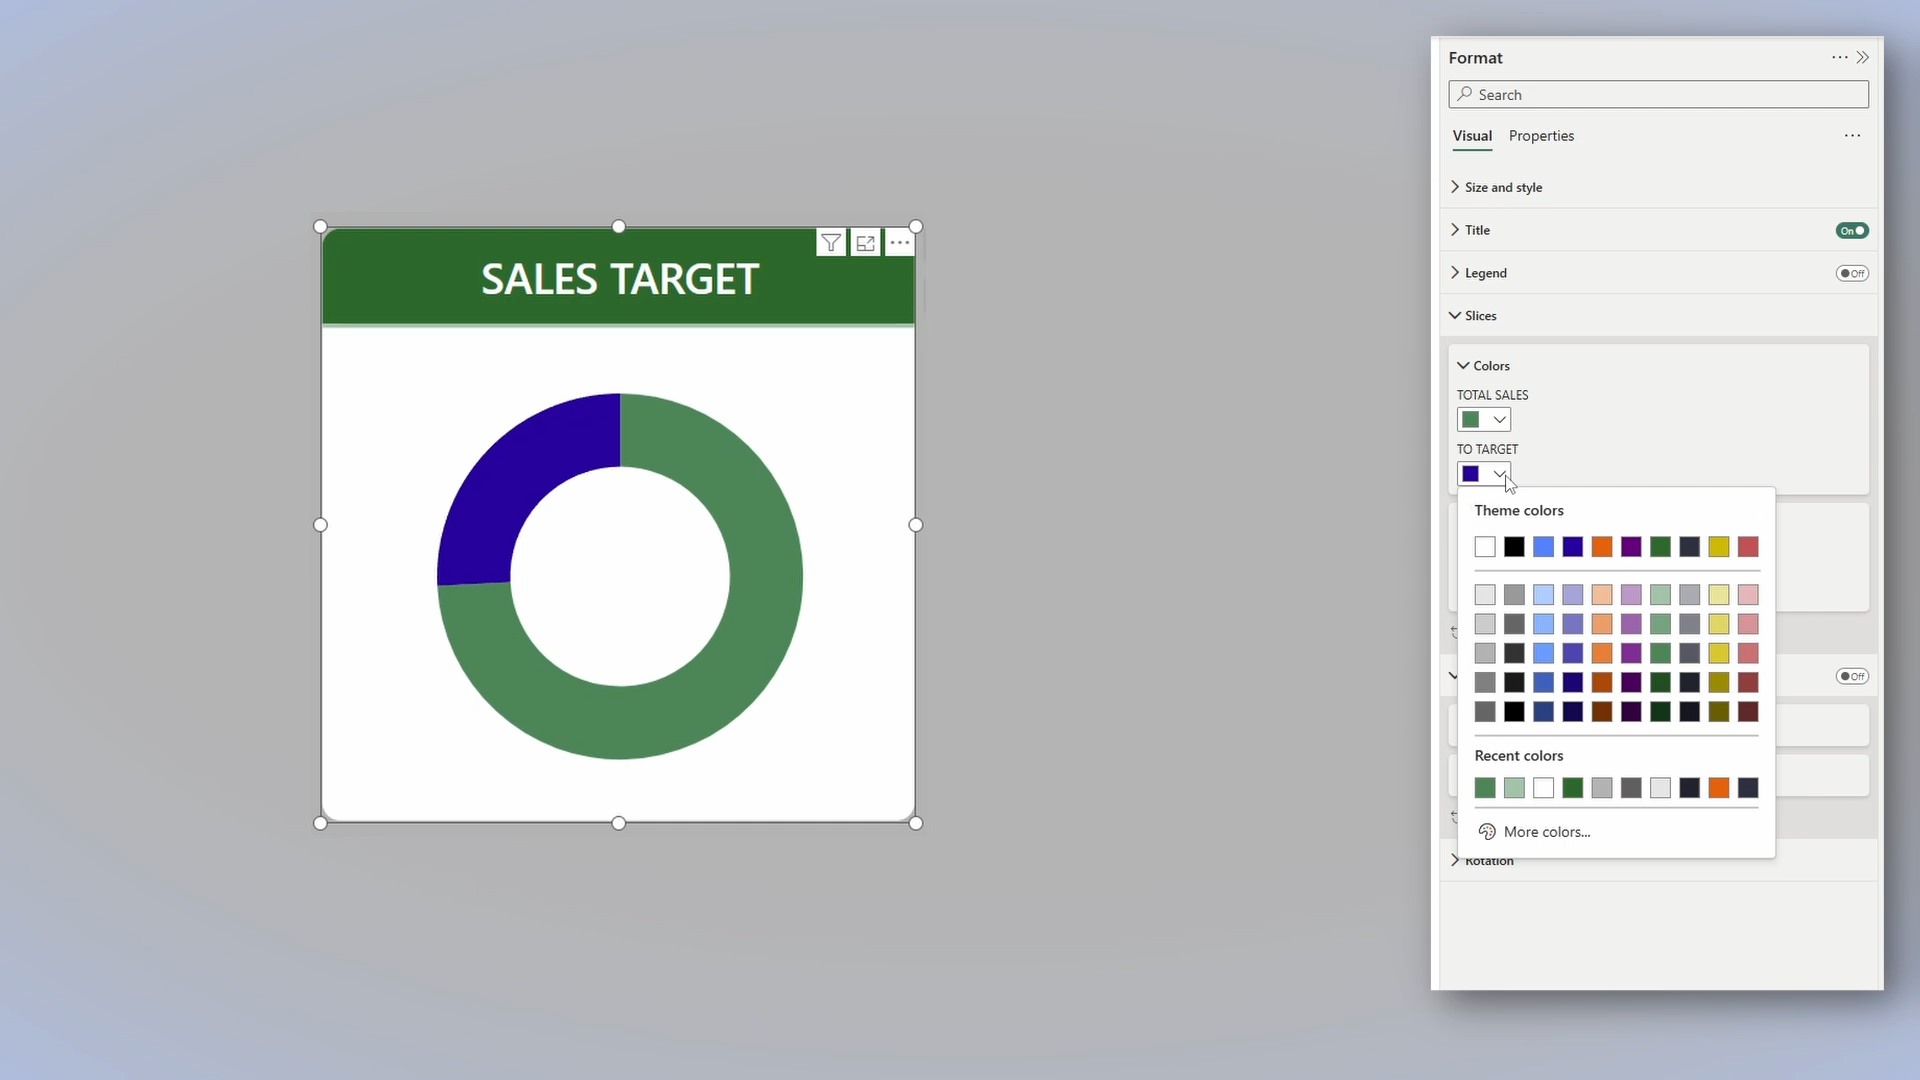 SALES TARGET
Format
Search
Visual Properties
Size and style
Title On
Legend Off
Slices
Colors
TOTAL SALES
TO TARGET
Theme colors
Off
Recent colors
More colors...
Rotation